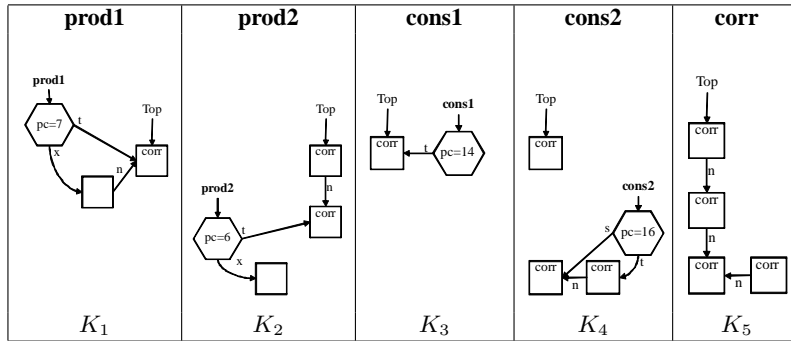 prod1 prod2 cons1 cons2 corr
prod1
Top
pc=7
t
x
corr
n
Top
corr
n
prod2
corr
pc=6
t
x
Top
cons1
corr
t
pc=14
Top
corr
cons2
s
pc=16
t
corr
corr
n
Top
corr
n
corr
n
corr
corr
n
K₁ K₂ K₃ K₄ K₅